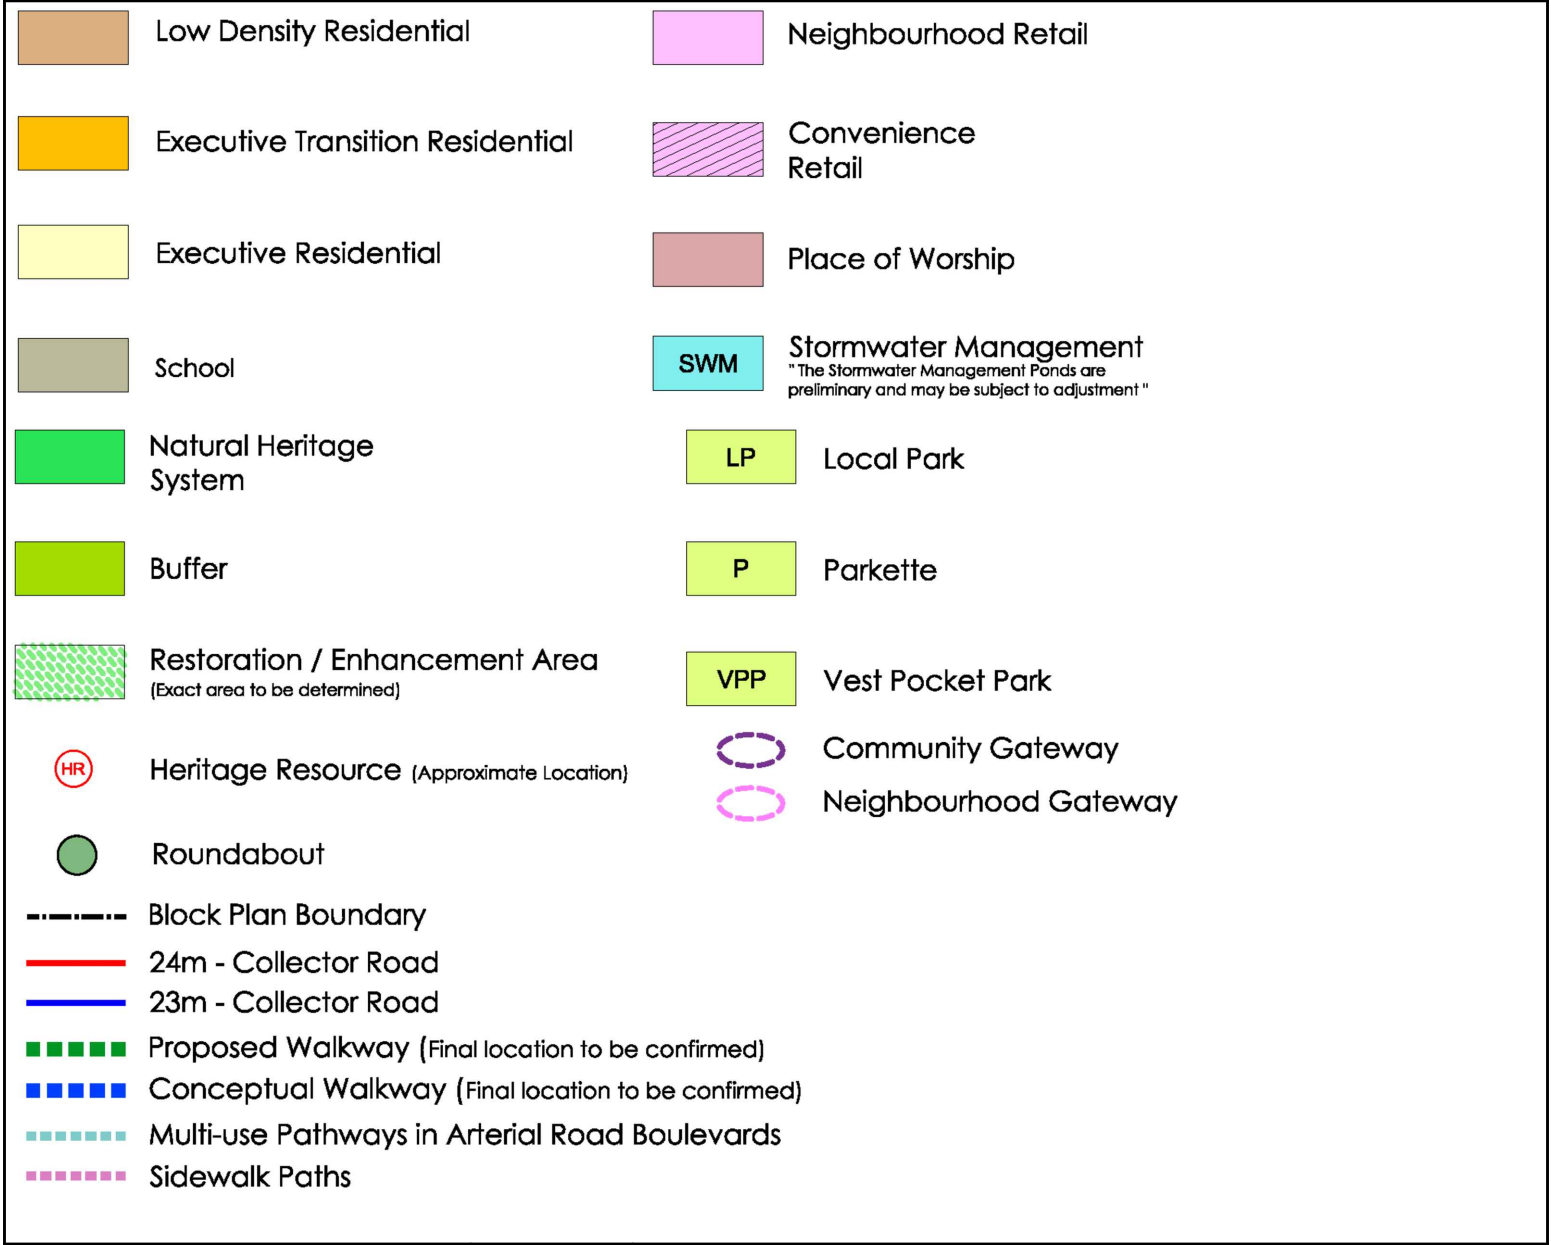 Low Density Residential
Executive Transition Residential
Executive Residential
School
Natural Heritage
System
Buffer
Restoration / Enhancement Area
(Exact area to be determined)
HR Heritage Resource (Approximate Location)
Roundabout
Block Plan Boundary
24m - Collector Road
23m - Collector Road
Proposed Walkway (Final location to be confirmed)
Conceptual Walkway (Final location to be confirmed)
Multi-use Pathways in Arterial Road Boulevards
Sidewalk Paths
Neighbourhood Retail
Convenience
Retail
Place of Worship
SWM Stormwater Management
" The Stormwater Management Ponds are
preliminary and may be subject to adjustment "
LP Local Park
P Parkette
VPP Vest Pocket Park
Community Gateway
Neighbourhood Gateway